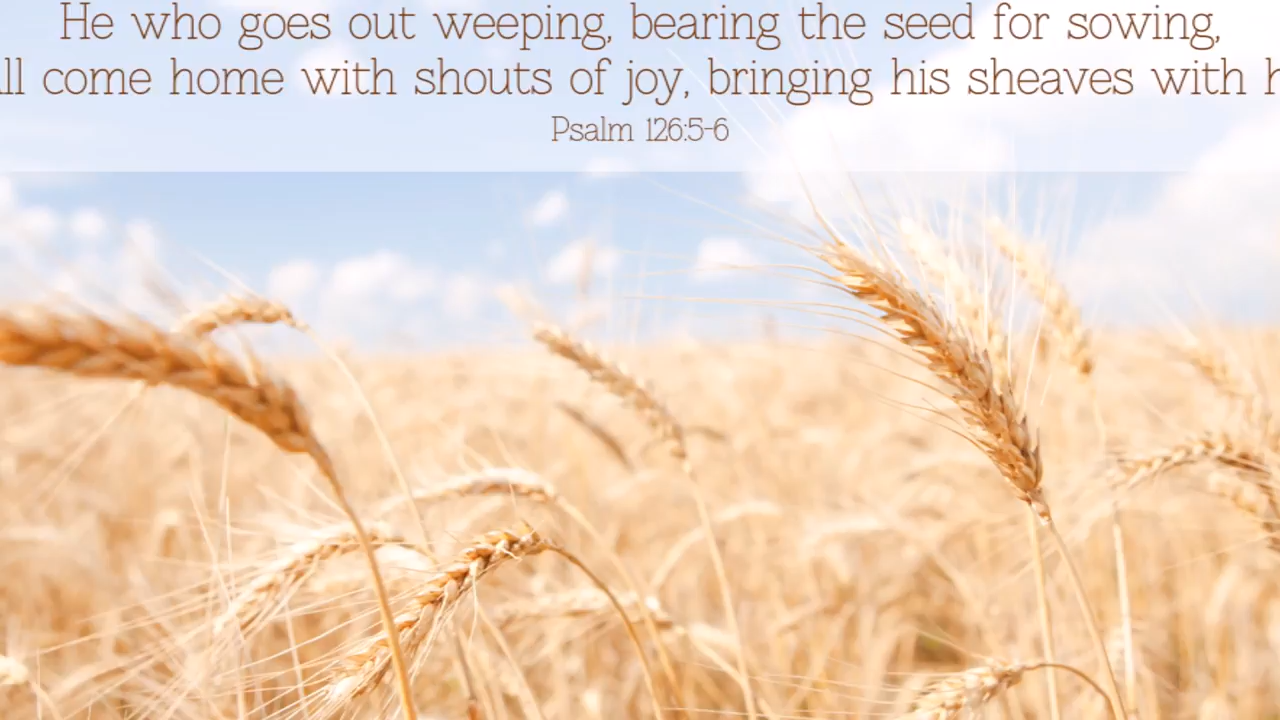 He who goes out weeping, bearing the seed for sowing,
ll come home with shouts of joy, bringing his sheaves with h
Psalm 126:5-6